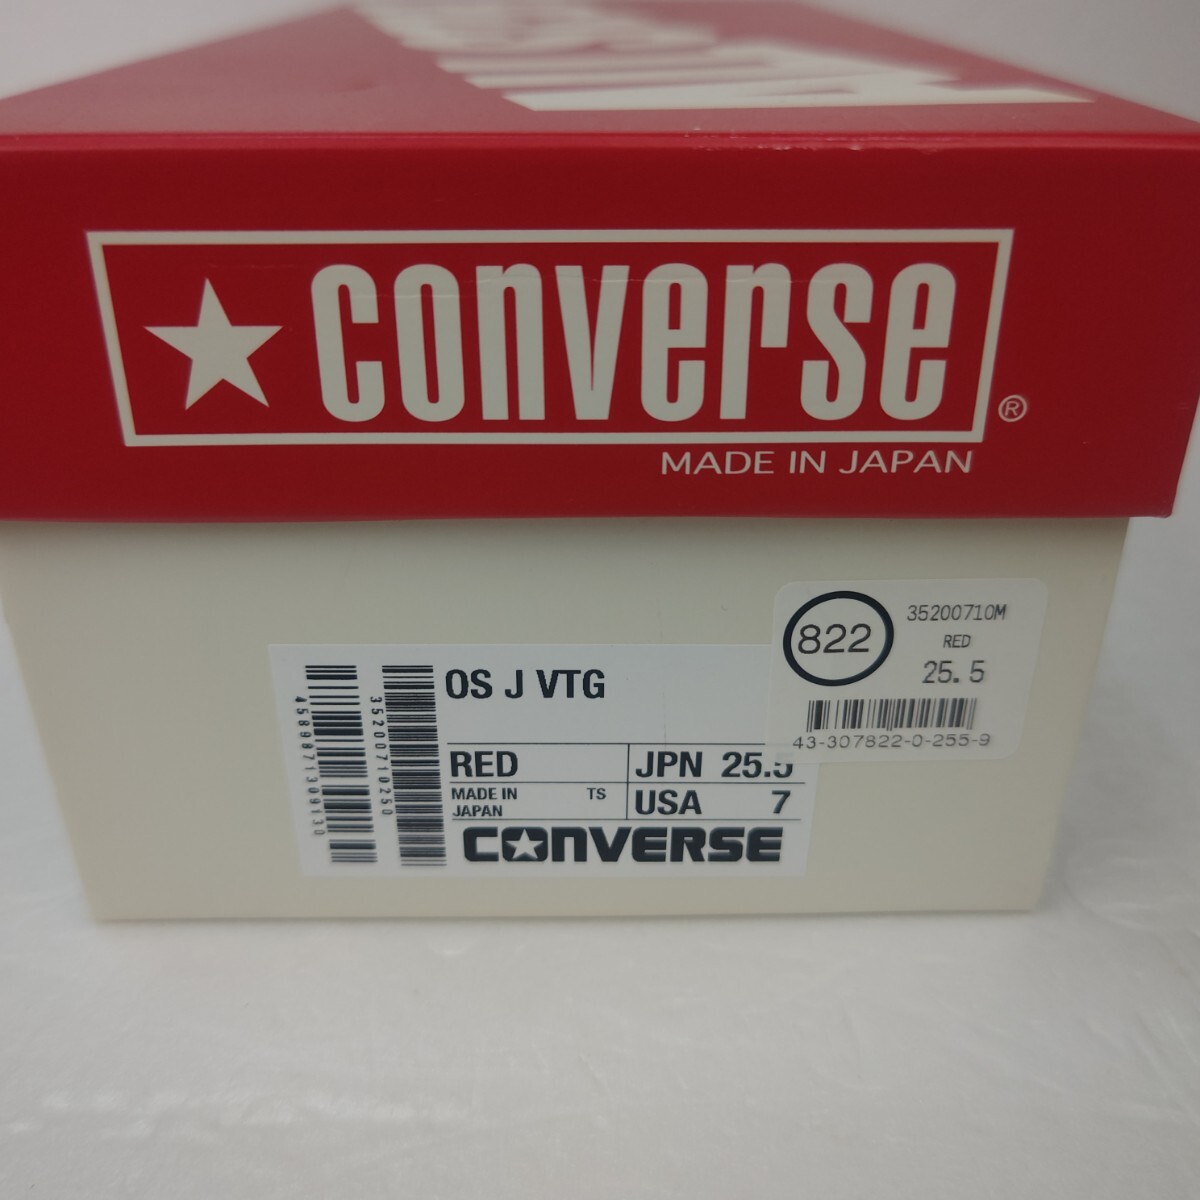 converse®
MADE IN JAPAN
822
35200710M
RED
25.5
43-307822-0-255-9
4589871309130
35200710250
OS J VTG
RED
JPN 25.5
MADE IN JAPAN
TS
USA 7
CONVERSE